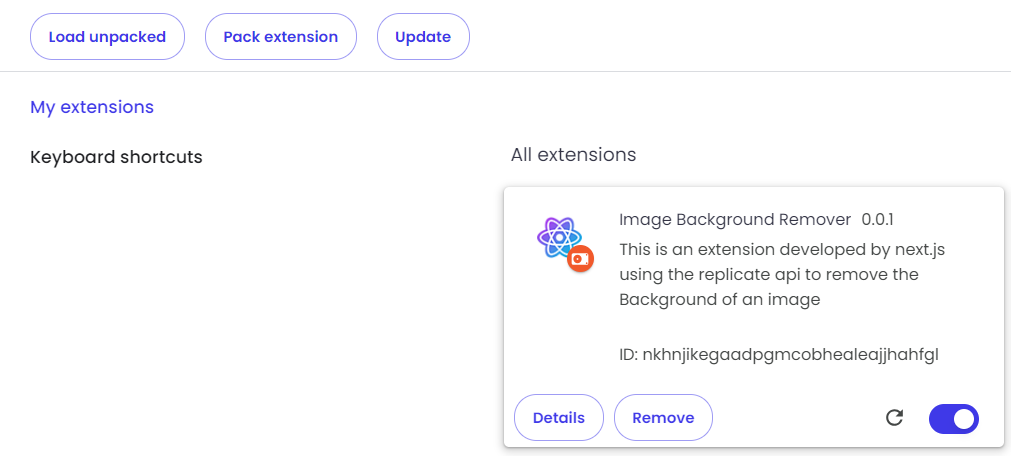 Load unpacked
Pack extension
Update
My extensions
Keyboard shortcuts
All extensions
Image Background Remover 0.0.1
This is an extension developed by next.js
using the replicate api to remove the
Background of an image
ID: nkhnjikegaadpgmcobhealeajjhahfgl
Details
Remove